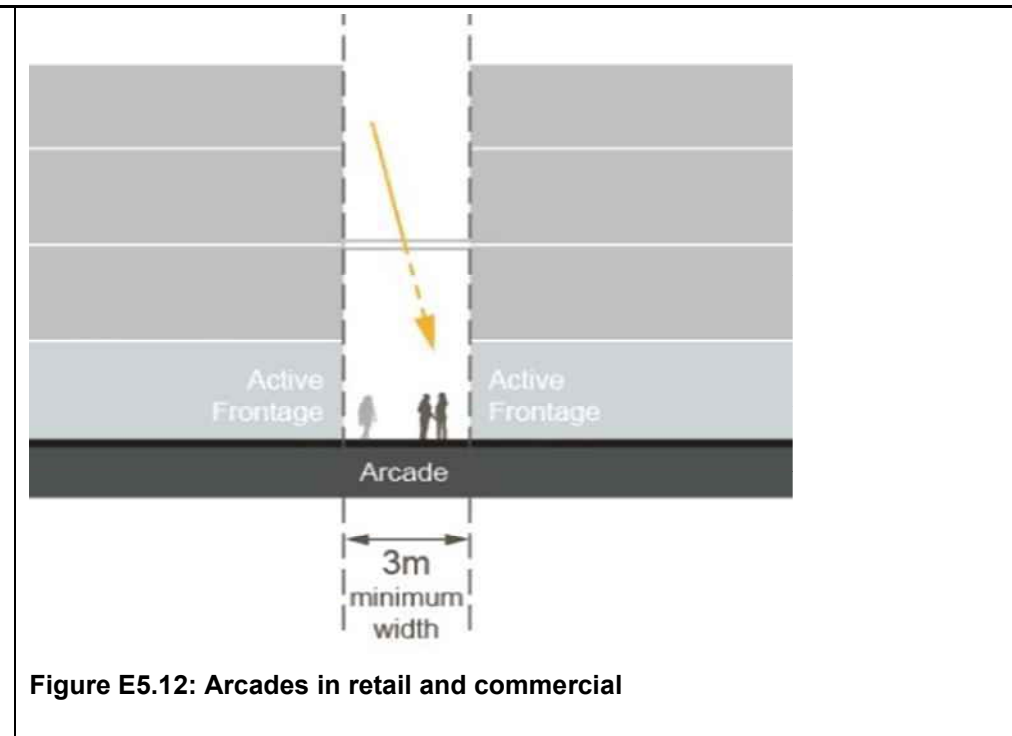 Active
Frontage
Active
Frontage
Arcade
3m
minimum
width
Figure E5.12: Arcades in retail and commercial